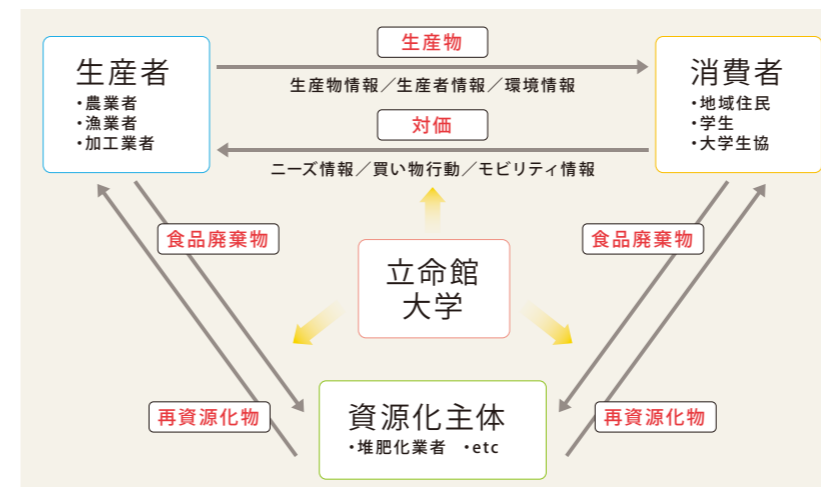 生産物
生産者
・農業者
・漁業者
・加工業者
生産物情報／生産者情報／環境情報
消費者
・地域住民
・学生
・大学生協
対価
ニーズ情報／買い物行動／モビリティ情報
食品廃棄物
食品廃棄物
立命館
大学
再資源化物
再資源化物
資源化主体
・堆肥化業者　・etc